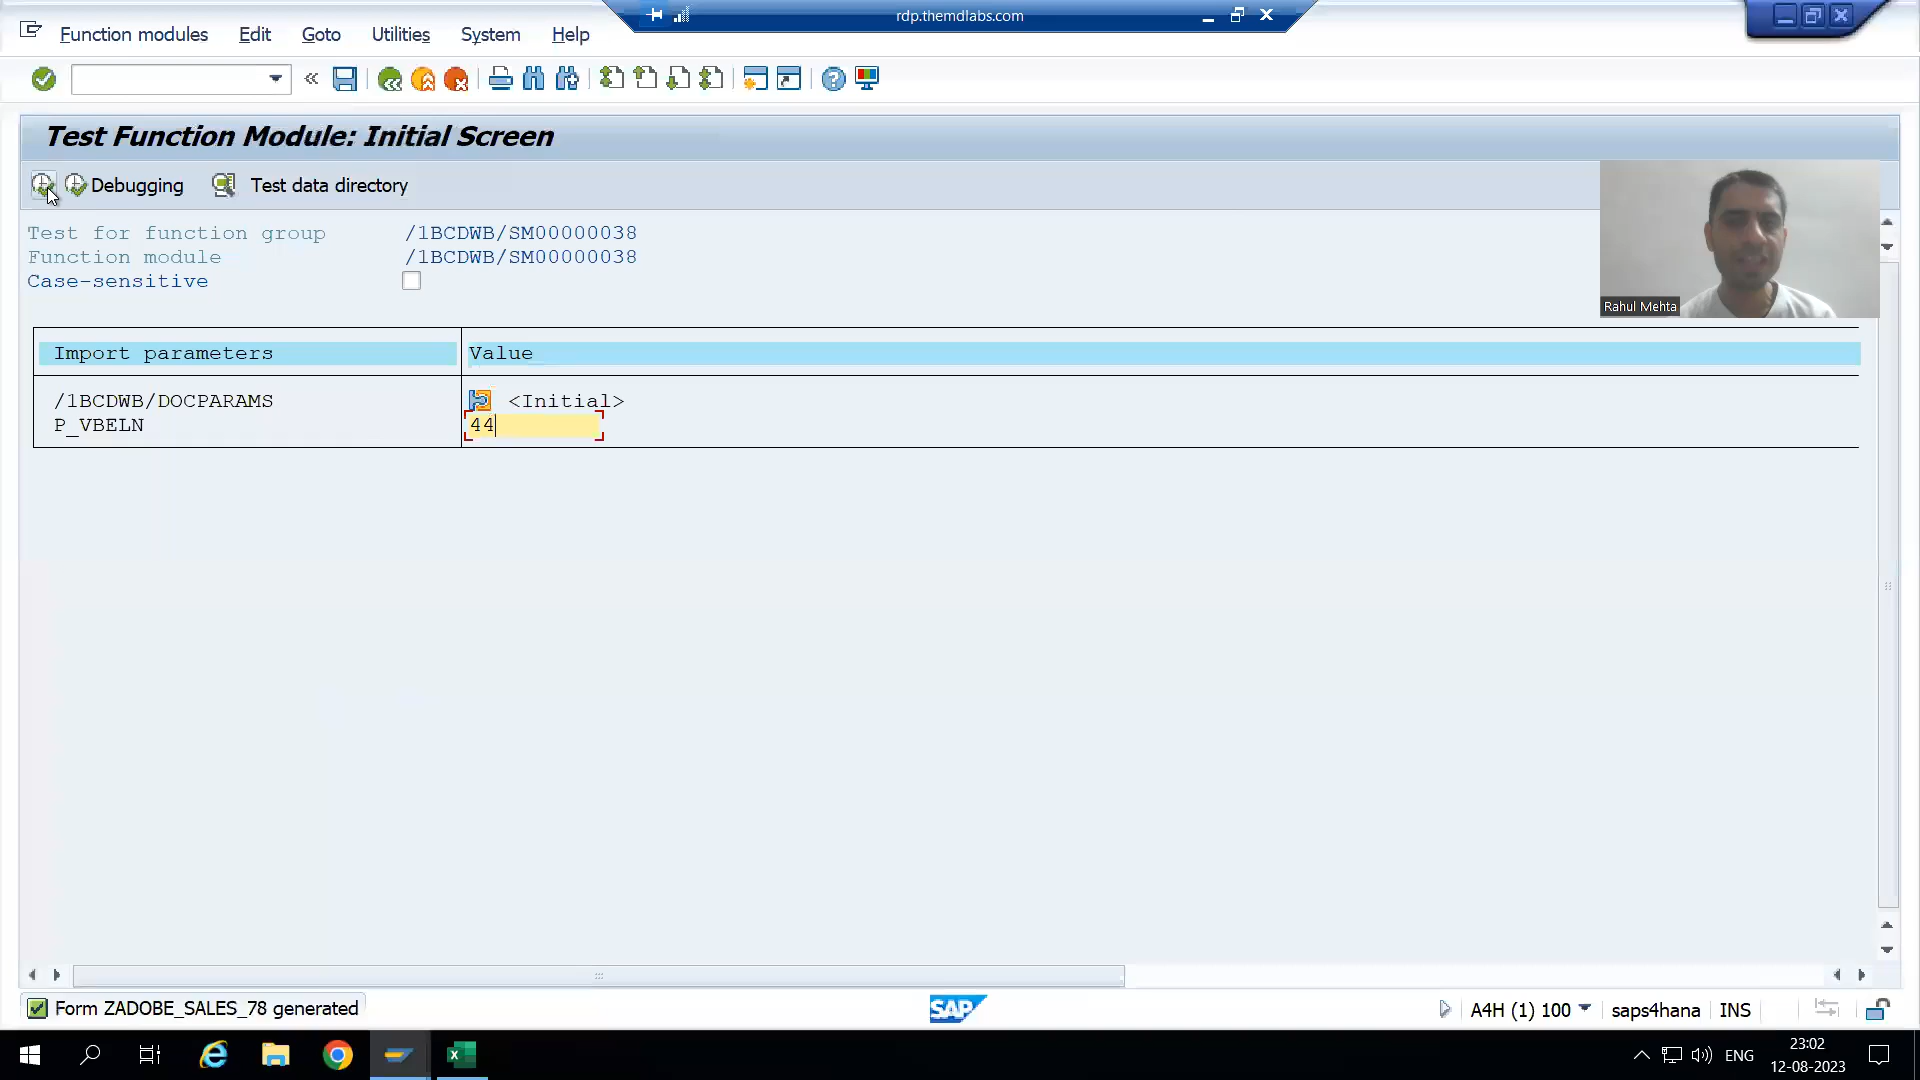 rdp.themdlabs.com
Function modules Edit Goto Utilities System Help
Test Function Module: Initial Screen
Debugging Test data directory
Test for function group /1BCDWB/SM00000038
Function module /1BCDWB/SM00000038
Case-sensitive
Rahul Mehta
Import parameters Value
/1BCDWB/DOCPARAMS <Initial>
P_VBELN 44
Form ZADOBE_SALES_78 generated
SAP
A4H (1) 100 saps4hana INS
ENG
23:02
12-08-2023